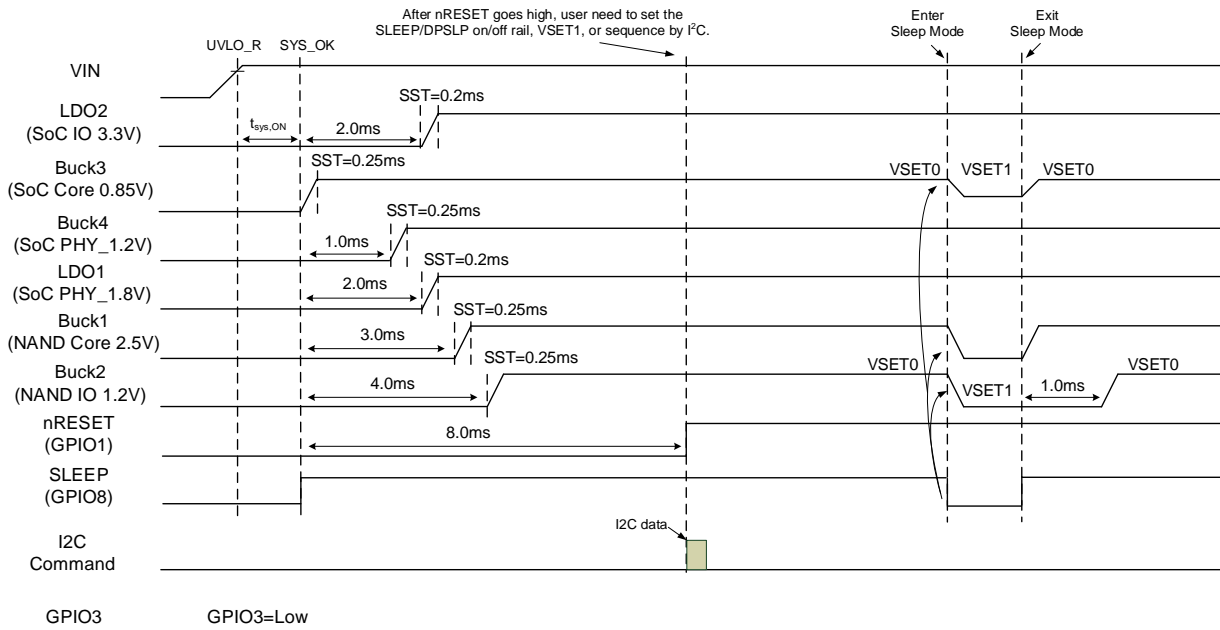 After nRESET goes high, user need to set the
SLEEP/DPSLP on/off rail, VSET1, or sequence by I²C.
Enter
Sleep Mode
Exit
Sleep Mode
UVLO_R
SYS_OK
VIN
LDO2
(SoC IO 3.3V)
tsys,ON
2.0ms
SST=0.2ms
Buck3
(SoC Core 0.85V)
SST=0.25ms
VSET0
VSET1
VSET0
Buck4
(SoC PHY_1.2V)
1.0ms
SST=0.25ms
LDO1
(SoC PHY_1.8V)
2.0ms
SST=0.2ms
Buck1
(NAND Core 2.5V)
3.0ms
SST=0.25ms
Buck2
(NAND IO 1.2V)
4.0ms
SST=0.25ms
VSET0
VSET1
1.0ms
VSET0
nRESET
(GPIO1)
8.0ms
SLEEP
(GPIO8)
I2C data
I2C
Command
GPIO3
GPIO3=Low